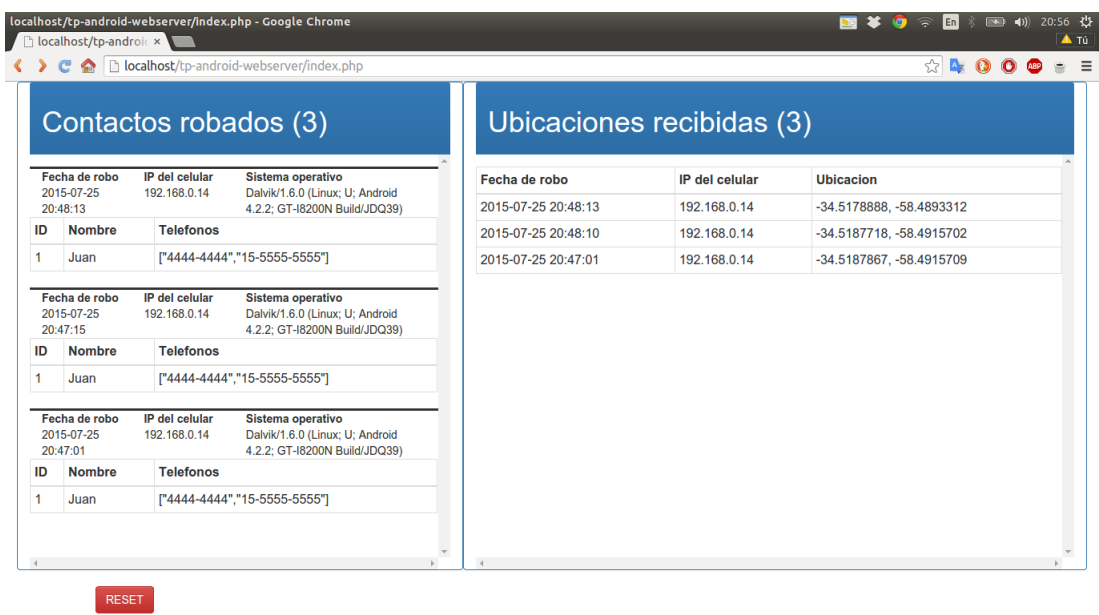 localhost/tp-android-webserver/index.php - Google Chrome
En
20:56
localhost/tp-androi
Tú
localhost/tp-android-webserver/index.php
ABP
Contactos robados (3)
Fecha de robo IP del celular Sistema operativo
2015-07-25 192.168.0.14 Dalvik/1.6.0 (Linux; U; Android
20:48:13 4.2.2; GT-I8200N Build/JDQ39)
ID Nombre Telefonos
1 Juan ["4444-4444","15-5555-5555"]
Fecha de robo IP del celular Sistema operativo
2015-07-25 192.168.0.14 Dalvik/1.6.0 (Linux; U; Android
20:47:15 4.2.2; GT-I8200N Build/JDQ39)
ID Nombre Telefonos
1 Juan ["4444-4444","15-5555-5555"]
Fecha de robo IP del celular Sistema operativo
2015-07-25 192.168.0.14 Dalvik/1.6.0 (Linux; U; Android
20:47:01 4.2.2; GT-I8200N Build/JDQ39)
ID Nombre Telefonos
1 Juan ["4444-4444","15-5555-5555"]
Ubicaciones recibidas (3)
Fecha de robo IP del celular Ubicacion
2015-07-25 20:48:13 192.168.0.14 -34.5178888, -58.4893312
2015-07-25 20:48:10 192.168.0.14 -34.5187718, -58.4915702
2015-07-25 20:47:01 192.168.0.14 -34.5187867, -58.4915709
RESET